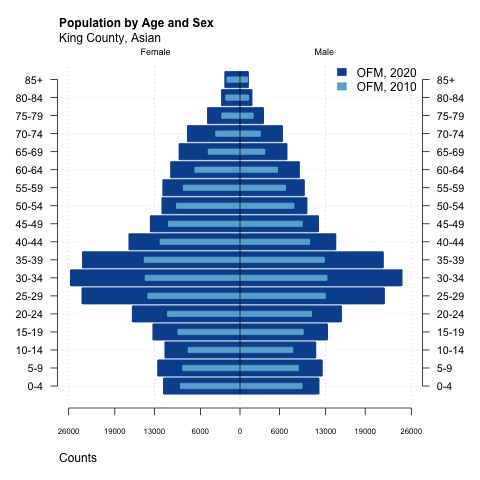 Population by Age and Sex
King County, Asian
Female Male
OFM, 2020
OFM, 2010
85+ 85+
80-84 80-84
75-79 75-79
70-74 70-74
65-69 65-69
60-64 60-64
55-59 55-59
50-54 50-54
45-49 45-49
40-44 40-44
35-39 35-39
30-34 30-34
25-29 25-29
20-24 20-24
15-19 15-19
10-14 10-14
5-9 5-9
0-4 0-4
26000 19000 13000 6000 0 6000 13000 19000 26000
Counts